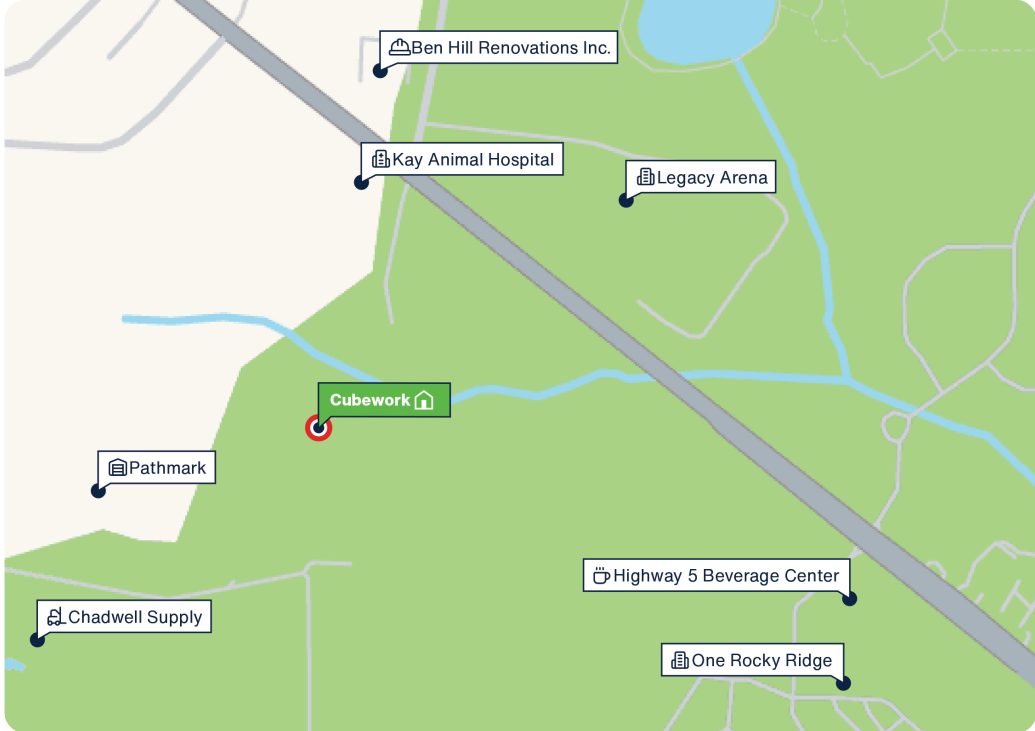 Ben Hill Renovations Inc.
Kay Animal Hospital
Legacy Arena
Cubework
Pathmark
Highway 5 Beverage Center
Chadwell Supply
One Rocky Ridge